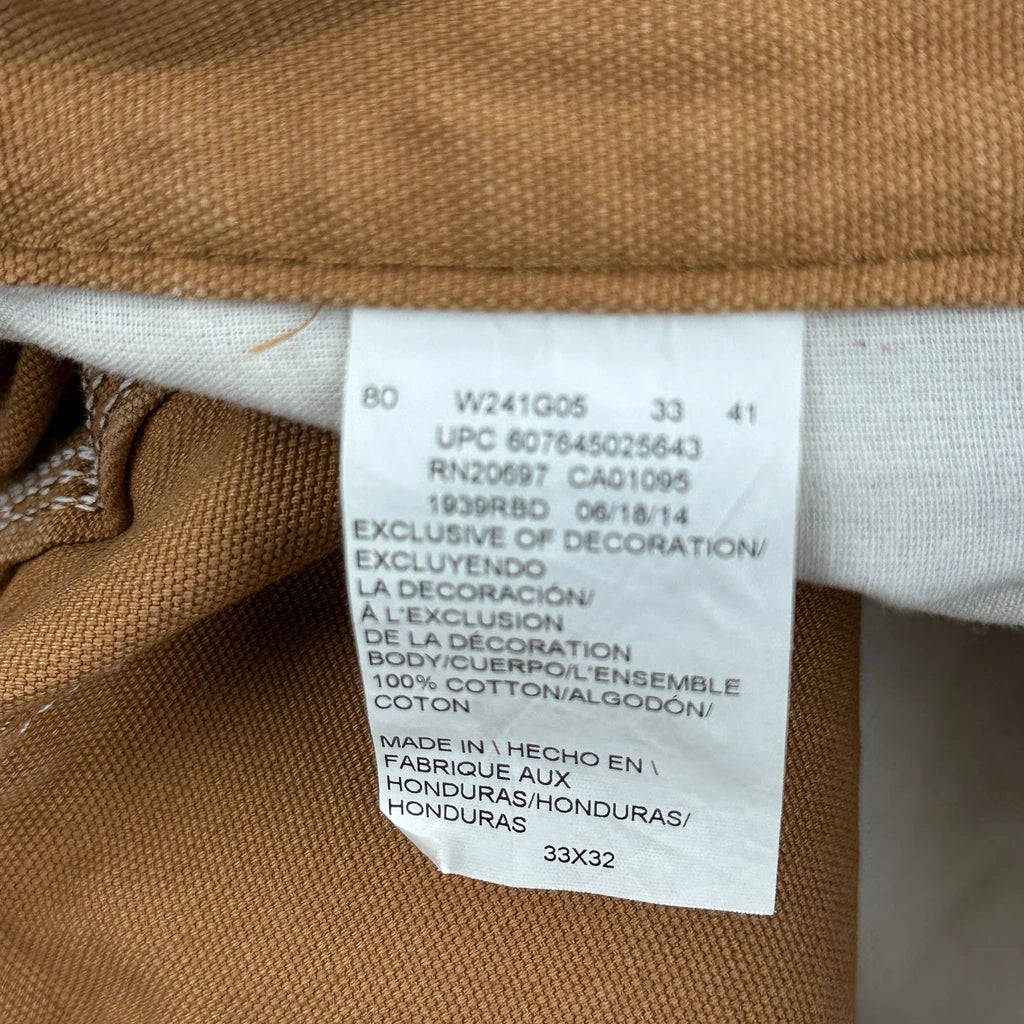 80 W241G05 33 41
UPC 607645025643
RN20697 CA01095
1939RBD 06/18/14
EXCLUSIVE OF DECORATION/
EXCLUYENDO
LA DECORACIÓN/
À L'EXCLUSION
DE LA DÉCORATION
BODY/CUERPO/L'ENSEMBLE
100% COTTON/ALGODÓN/
COTON
MADE IN \ HECHO EN \
FABRIQUE AUX
HONDURAS/HONDURAS/
HONDURAS
33X32